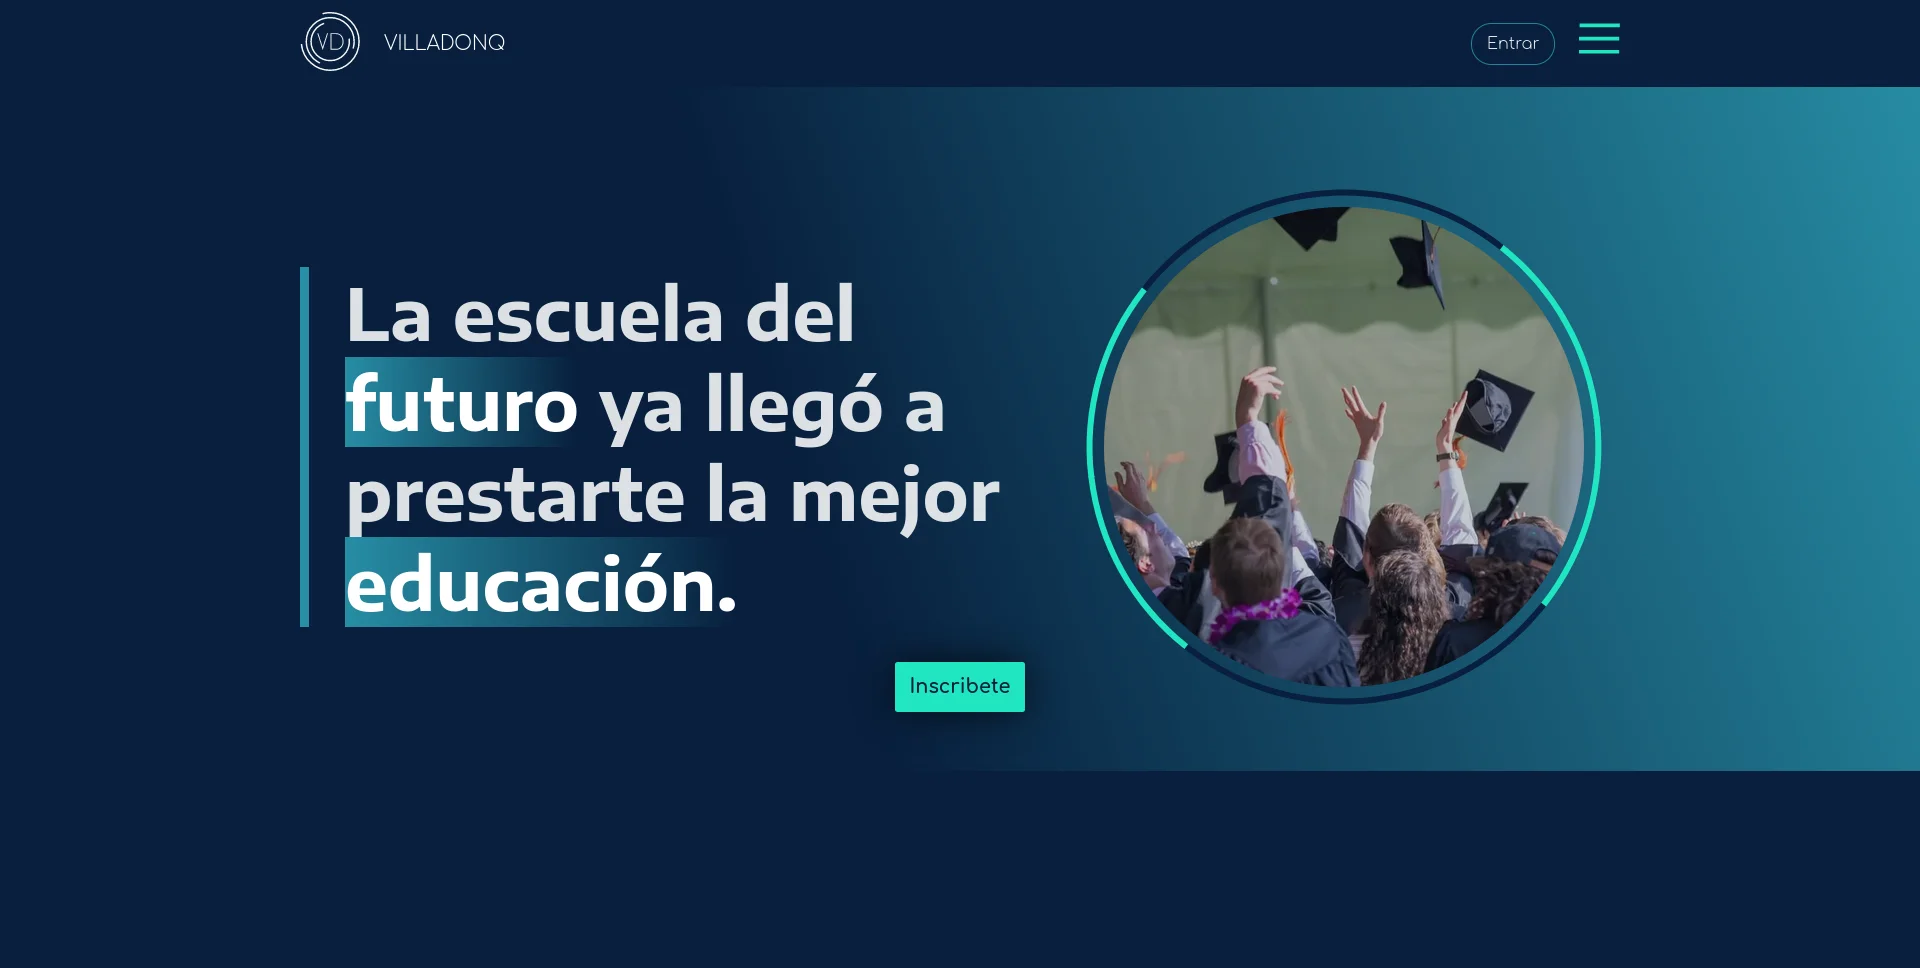 VD VILLADONQ
Entrar
La escuela del
futuro ya llegó a
prestarte la mejor
educación.
Inscribete